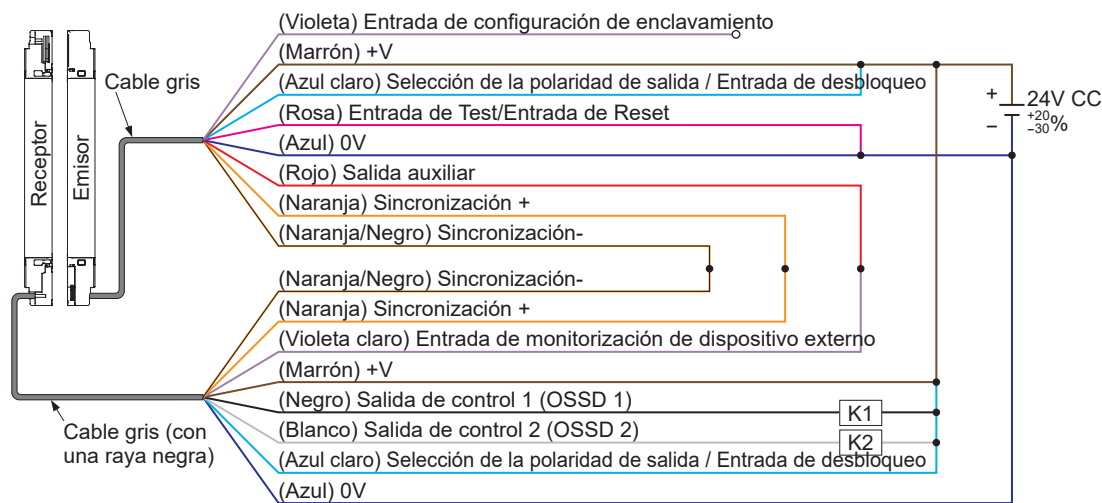 (Violeta) Entrada de configuración de enclavamiento
(Marrón) +V
Cable gris
(Azul claro) Selección de la polaridad de salida / Entrada de desbloqueo
+ 24V CC
+20
–30%
–
(Rosa) Entrada de Test/Entrada de Reset
(Azul) 0V
Receptor
Emisor
(Rojo) Salida auxiliar
(Naranja) Sincronización +
(Naranja/Negro) Sincronización-
(Naranja/Negro) Sincronización-
(Naranja) Sincronización +
(Violeta claro) Entrada de monitorización de dispositivo externo
(Marrón) +V
(Negro) Salida de control 1 (OSSD 1)
K1
(Blanco) Salida de control 2 (OSSD 2)
K2
Cable gris (con
una raya negra)
(Azul claro) Selección de la polaridad de salida / Entrada de desbloqueo
(Azul) 0V